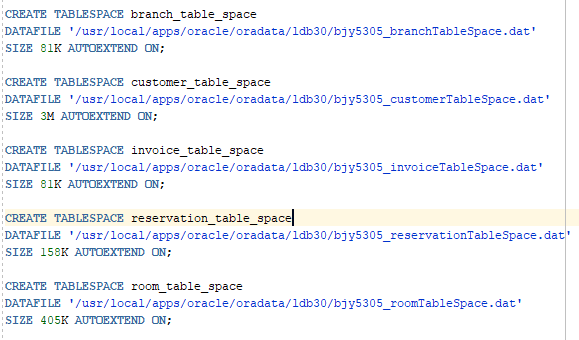 CREATE TABLESPACE branch_table_space
DATAFILE '/usr/local/apps/oracle/oradata/ldb30/bjy5305_branchTableSpace.dat'
SIZE 81K AUTOEXTEND ON;
CREATE TABLESPACE customer_table_space
DATAFILE '/usr/local/apps/oracle/oradata/ldb30/bjy5305_customerTableSpace.dat'
SIZE 3M AUTOEXTEND ON;
CREATE TABLESPACE invoice_table_space
DATAFILE '/usr/local/apps/oracle/oradata/ldb30/bjy5305_invoiceTableSpace.dat'
SIZE 81K AUTOEXTEND ON;
CREATE TABLESPACE reservation_table_space
DATAFILE '/usr/local/apps/oracle/oradata/ldb30/bjy5305_reservationTableSpace.dat'
SIZE 158K AUTOEXTEND ON;
CREATE TABLESPACE room_table_space
DATAFILE '/usr/local/apps/oracle/oradata/ldb30/bjy5305_roomTableSpace.dat'
SIZE 405K AUTOEXTEND ON;